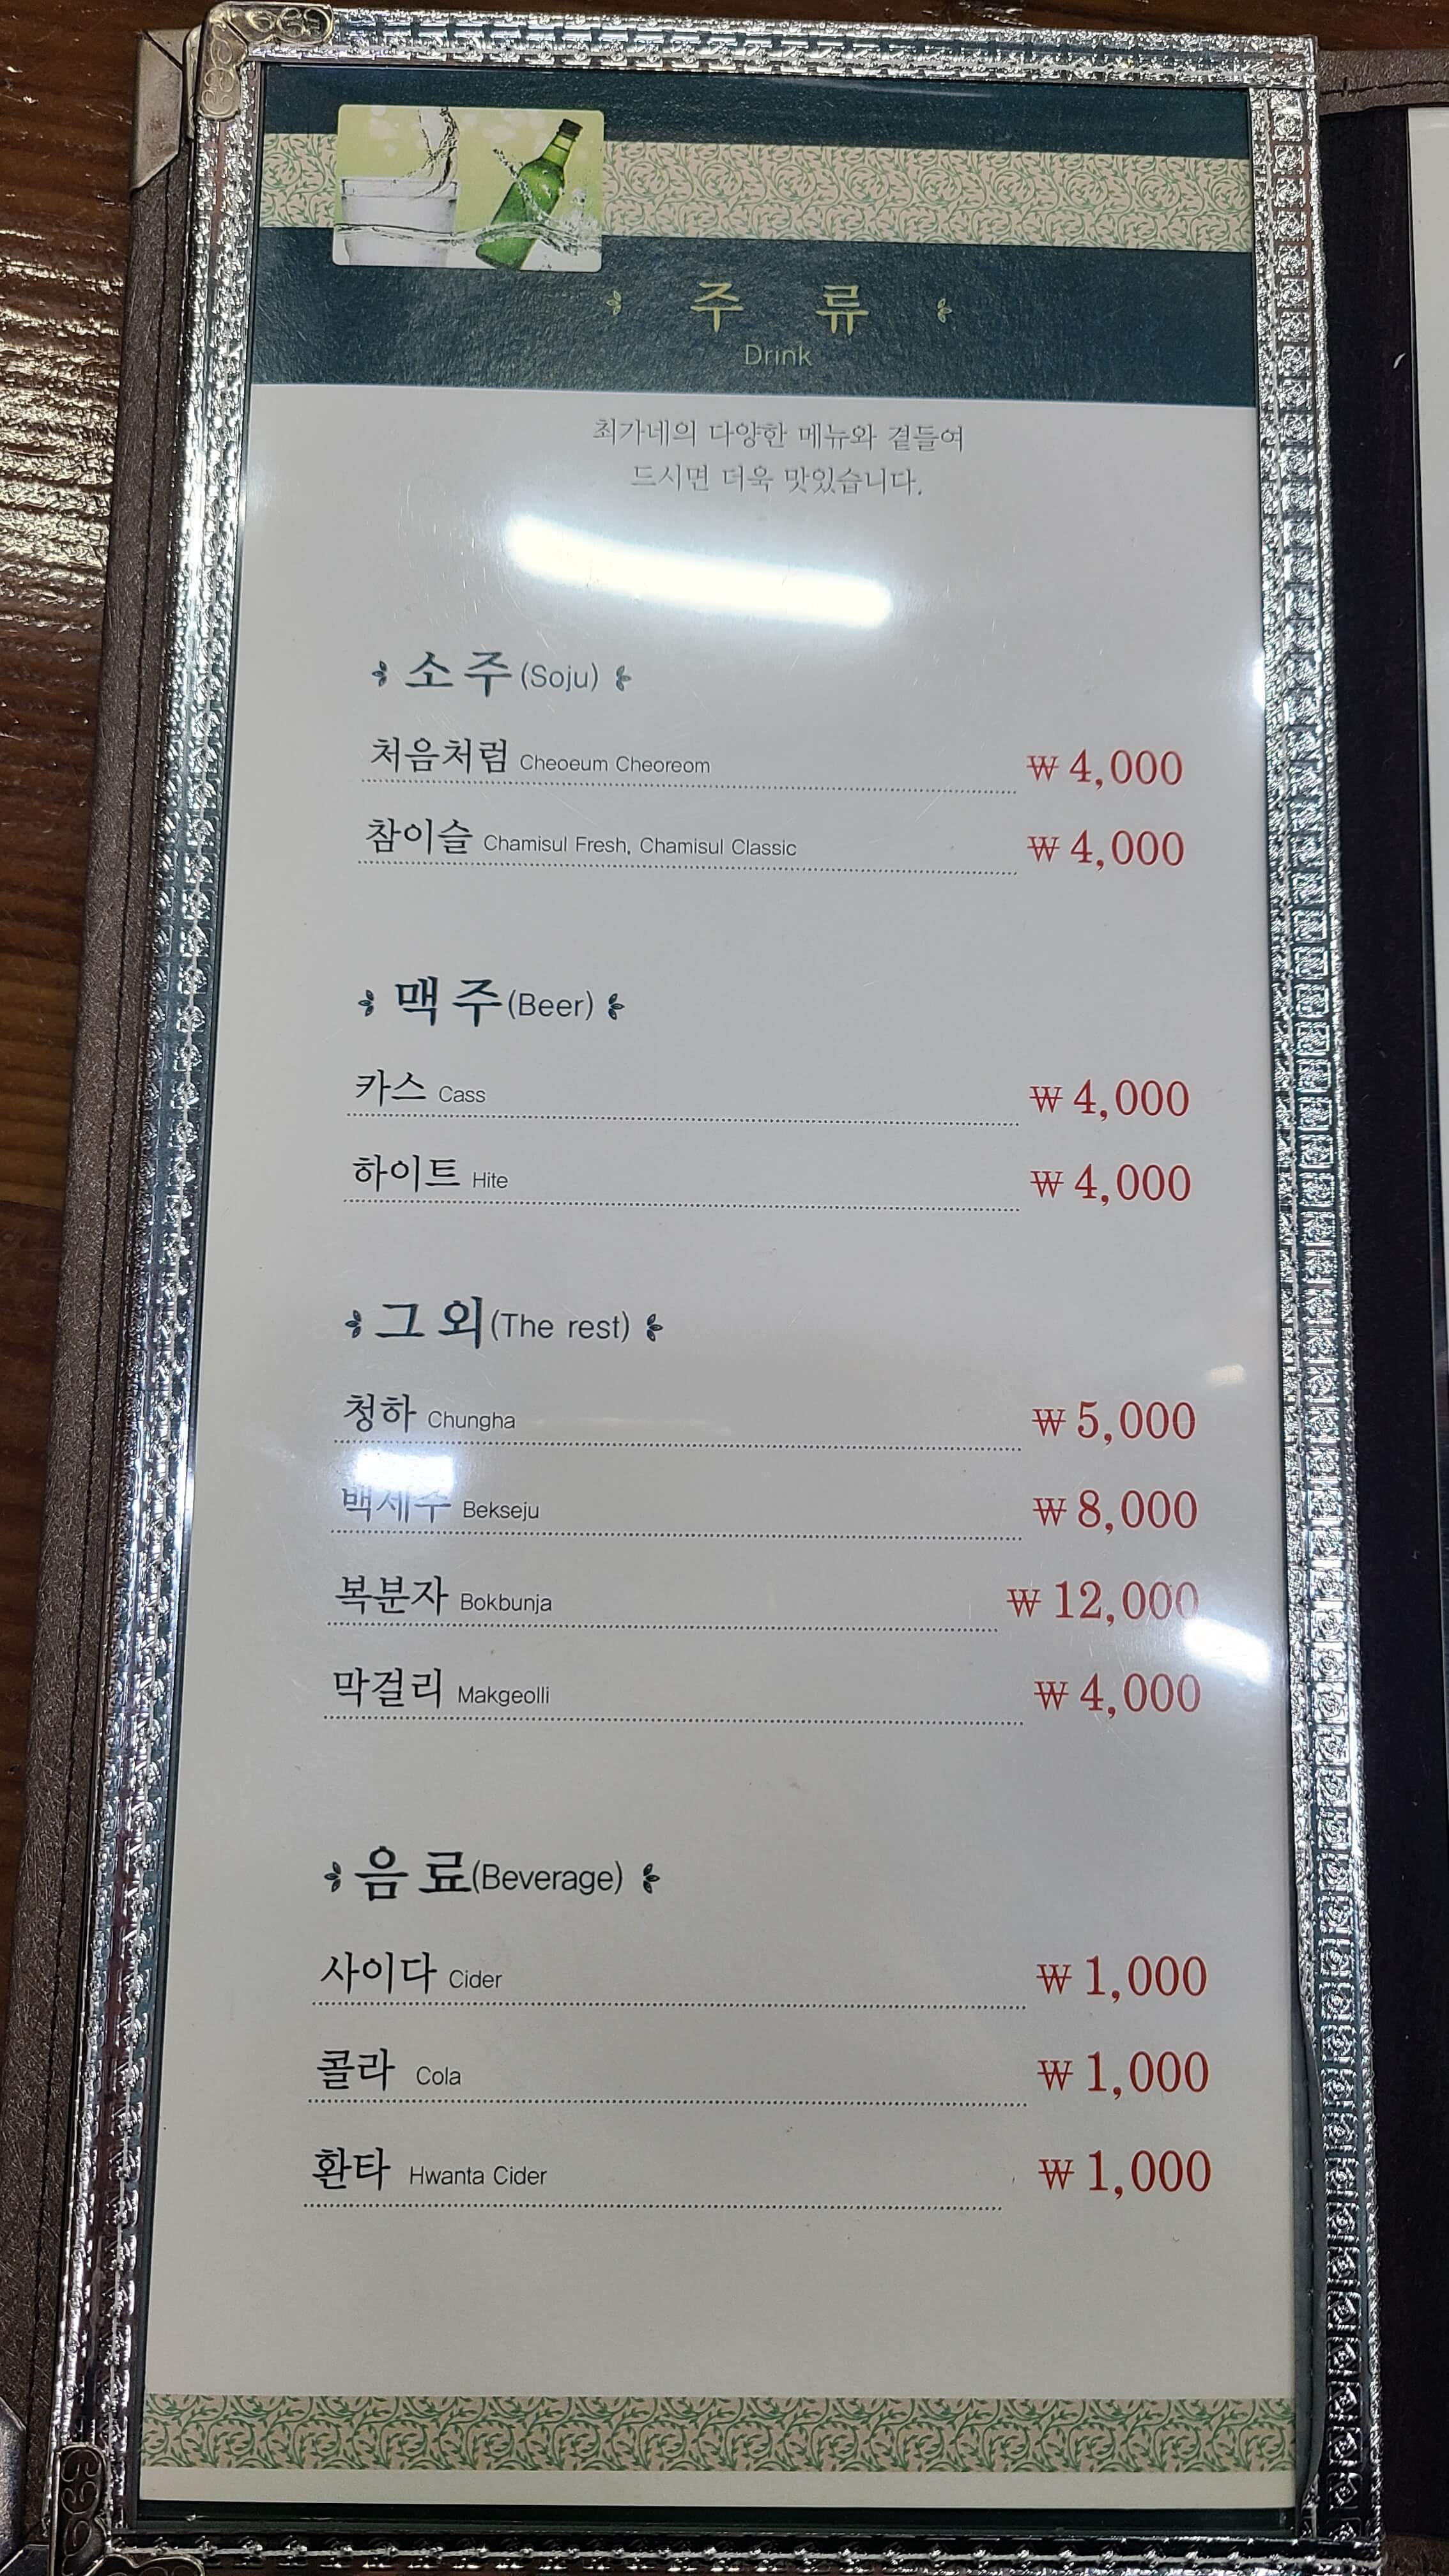 주 류
Drink
최가네의 다양한 메뉴와 곁들여
드시면 더욱 맛있습니다.
소주(Soju)
처음처럼 Cheoeum Cheoreom ₩ 4,000
참이슬 Chamisul Fresh, Chamisul Classic ₩ 4,000
맥주(Beer)
카스 Cass ₩ 4,000
하이트 Hite ₩ 4,000
그외(The rest)
청하 Chungha ₩ 5,000
백세주 Bekseju ₩ 8,000
복분자 Bokbunja ₩ 12,000
막걸리 Makgeolli ₩ 4,000
음료(Beverage)
사이다 Cider ₩ 1,000
콜라 Cola ₩ 1,000
환타 Hwanta Cider ₩ 1,000